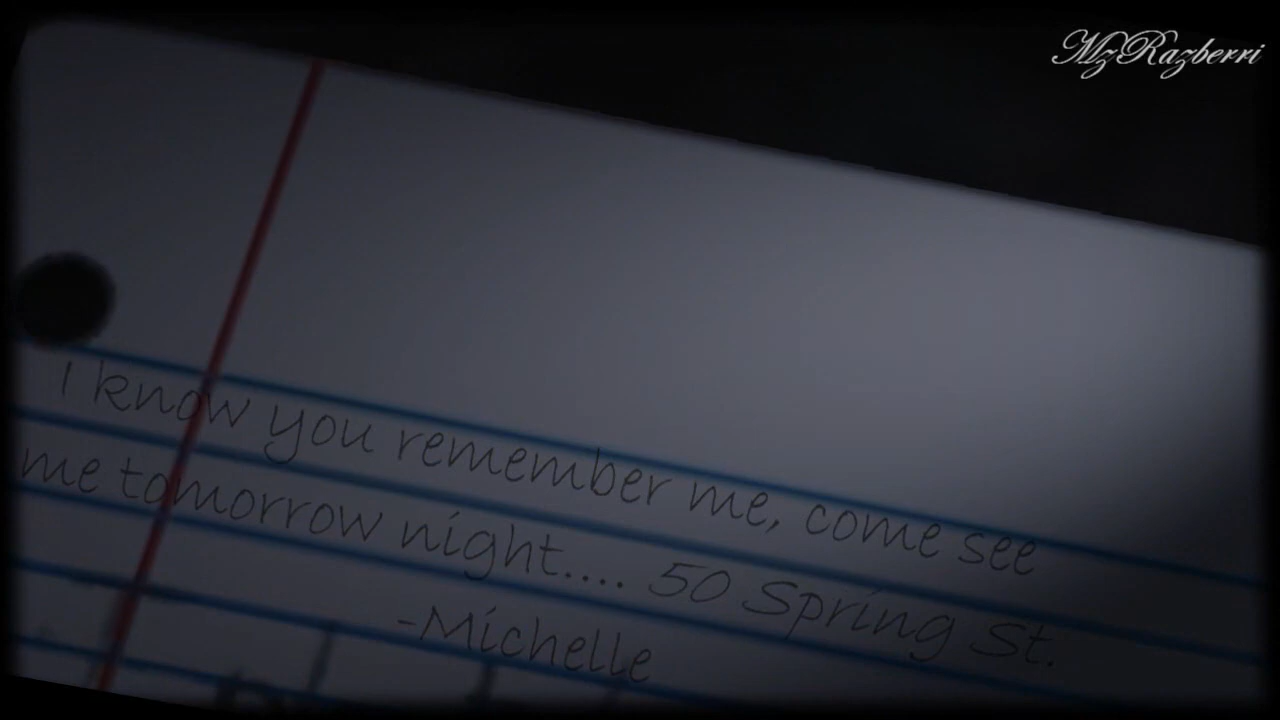 MzRazberri
I know you remember me, come see
me tomorrow night.... 50 Spring St.
-Michelle